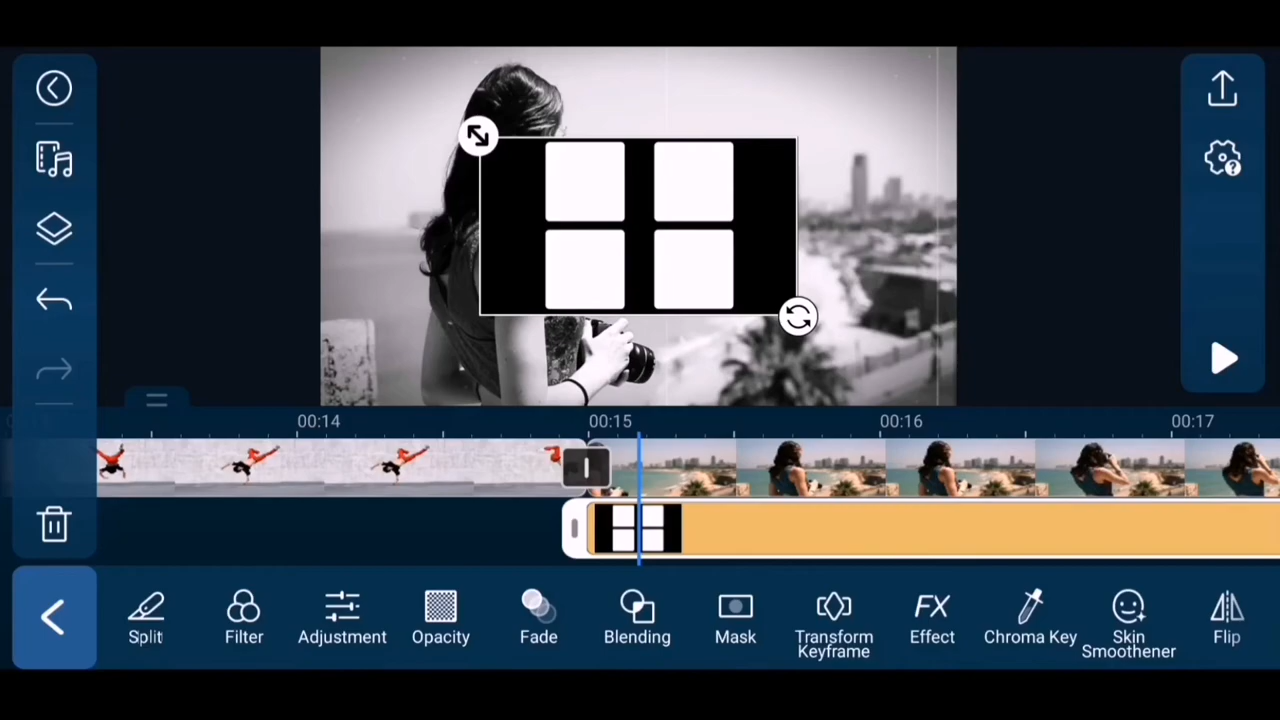 00:14
00:15
00:16
00:17
Split
Filter
Adjustment
Opacity
Fade
Blending
Mask
Transform
Keyframe
FX
Effect
Chroma Key
Skin
Smoothener
Flip